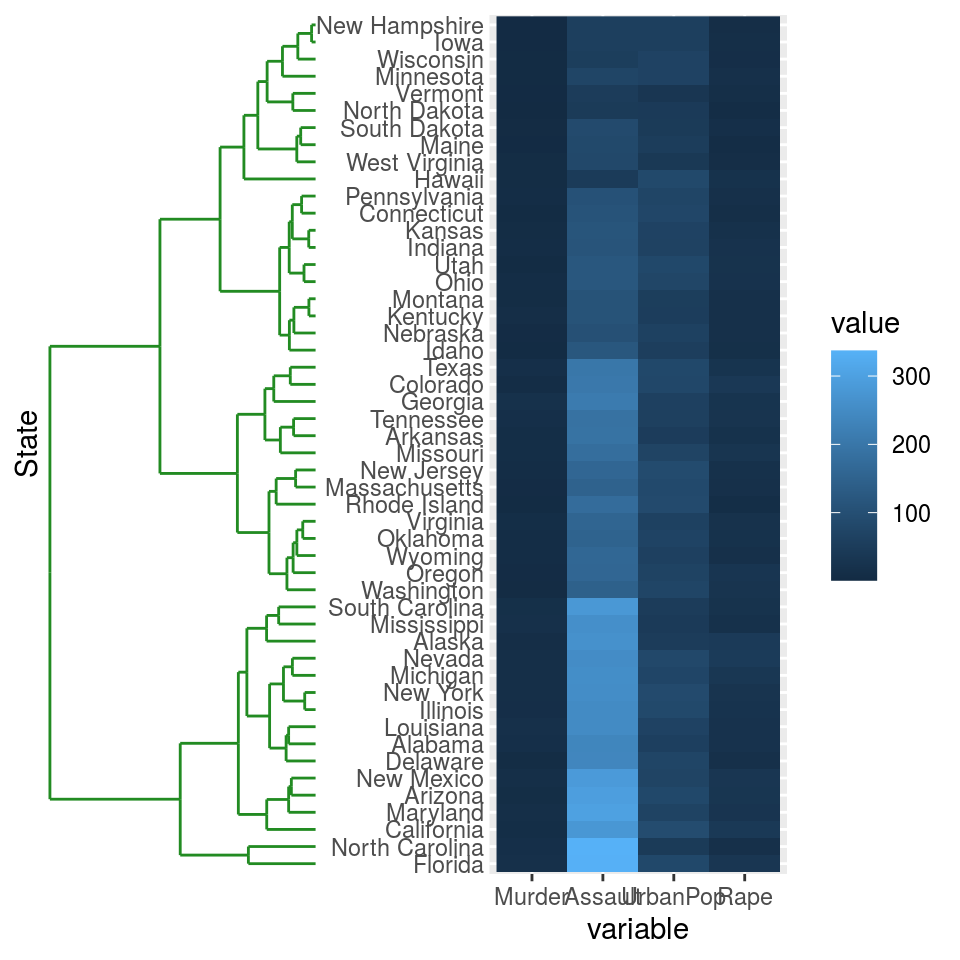 State
New Hampshire
Iowa
Wisconsin
Minnesota
Vermont
North Dakota
South Dakota
Maine
West Virginia
Hawaii
Pennsylvania
Connecticut
Kansas
Indiana
Utah
Ohio
Montana
Kentucky
Nebraska
Idaho
Texas
Colorado
Georgia
Tennessee
Arkansas
Missouri
New Jersey
Massachusetts
Rhode Island
Virginia
Oklahoma
Wyoming
Oregon
Washington
South Carolina
Mississippi
Alaska
Nevada
Michigan
New York
Illinois
Louisiana
Alabama
Delaware
New Mexico
Arizona
Maryland
California
North Carolina
Florida
Murder Assault UrbanPop Rape
variable
value
300
200
100